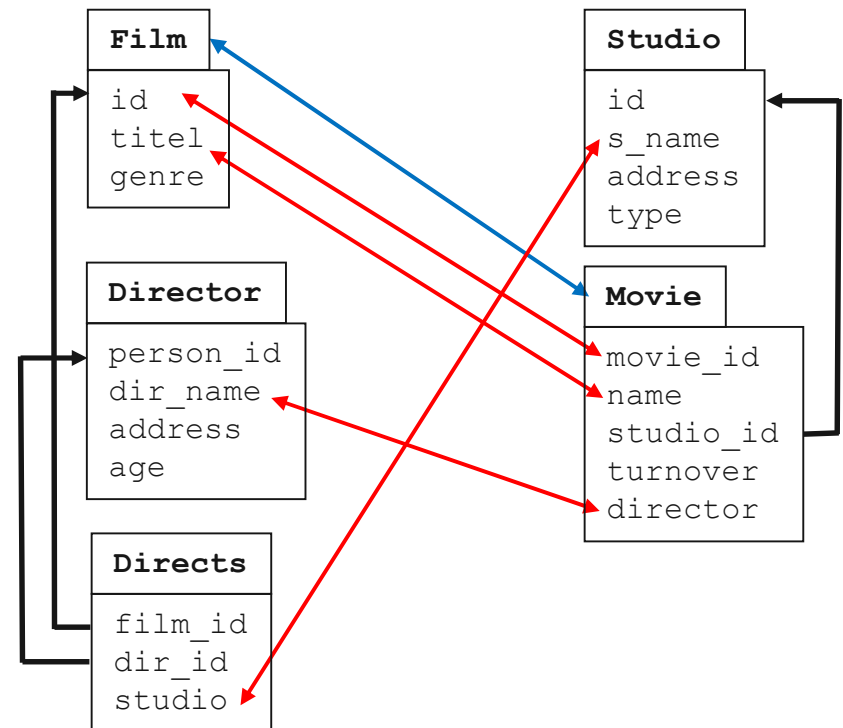 Film
id
titel
genre
Director
person_id
dir_name
address
age
Directs
film_id
dir_id
studio
Studio
id
s_name
address
type
Movie
movie_id
name
studio_id
turnover
director